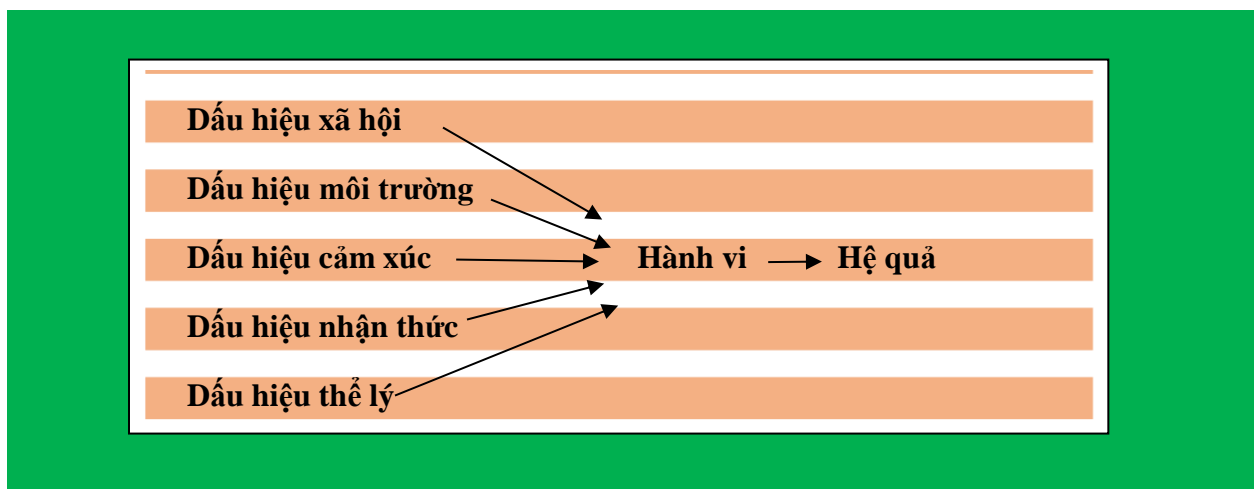 Dấu hiệu xã hội
Dấu hiệu môi trường
Dấu hiệu cảm xúc Hành vi Hệ quả
Dấu hiệu nhận thức
Dấu hiệu thể lý